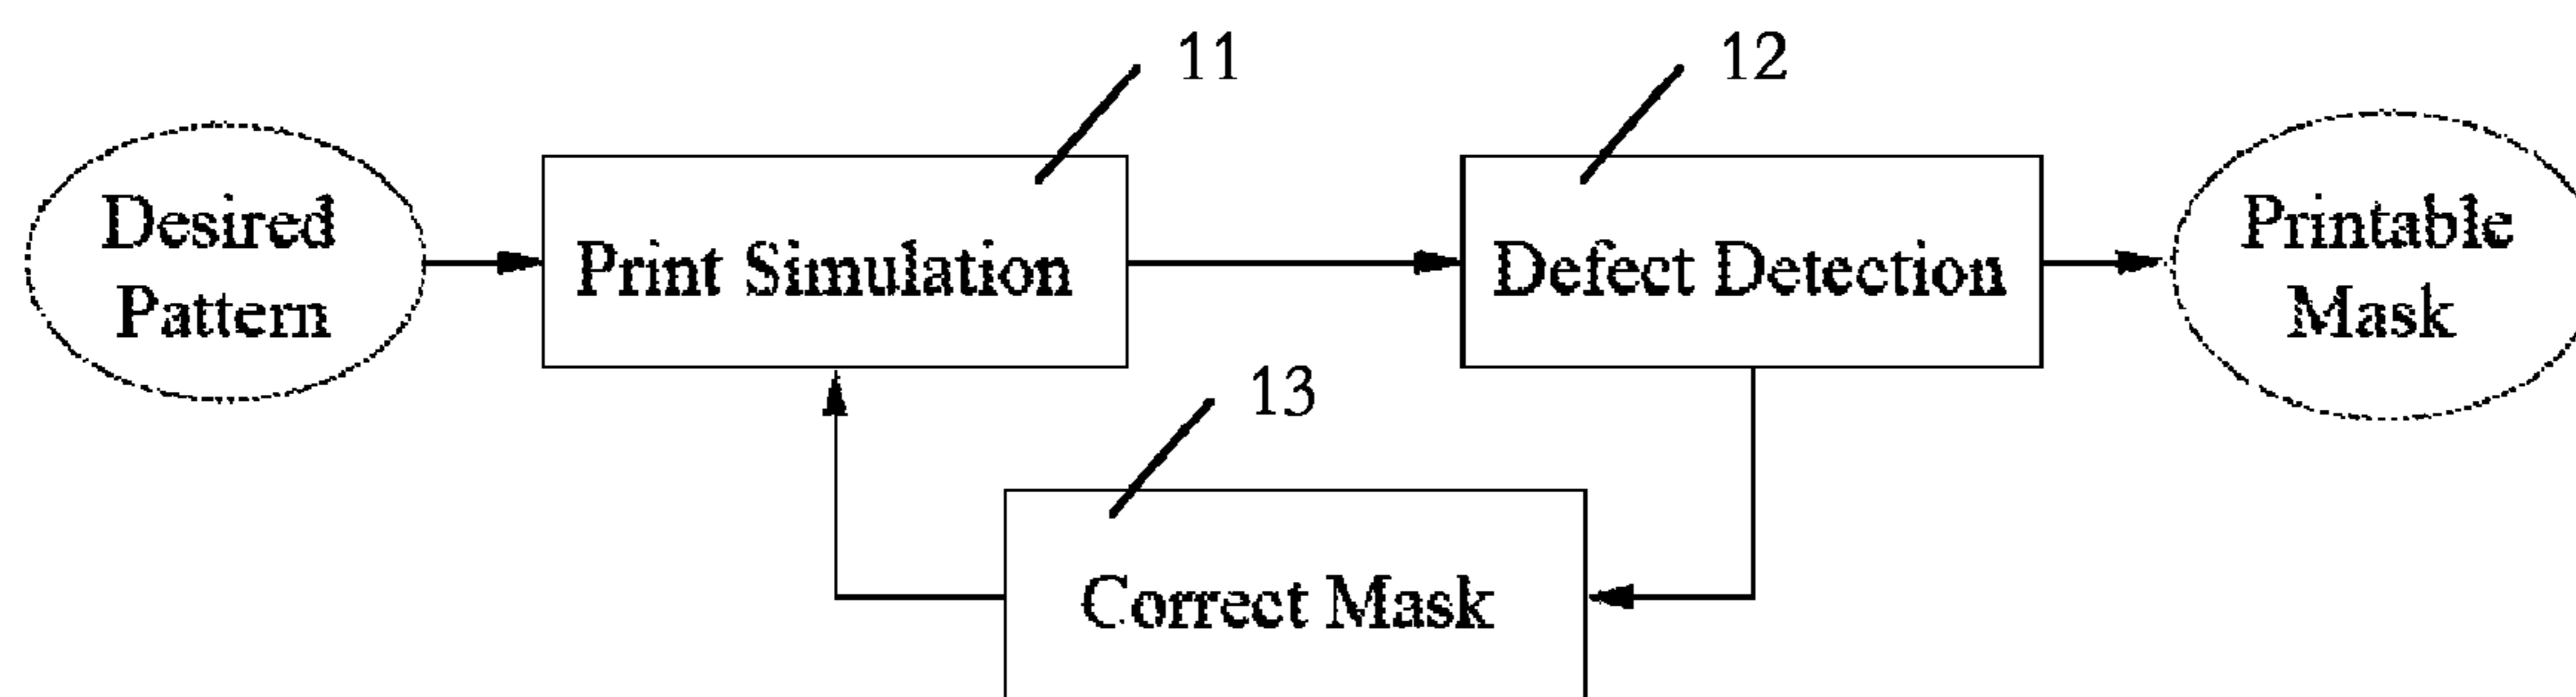 11
12
Desired
Pattern
Print Simulation
Defect Detection
Printable
Mask
13
Correct Mask